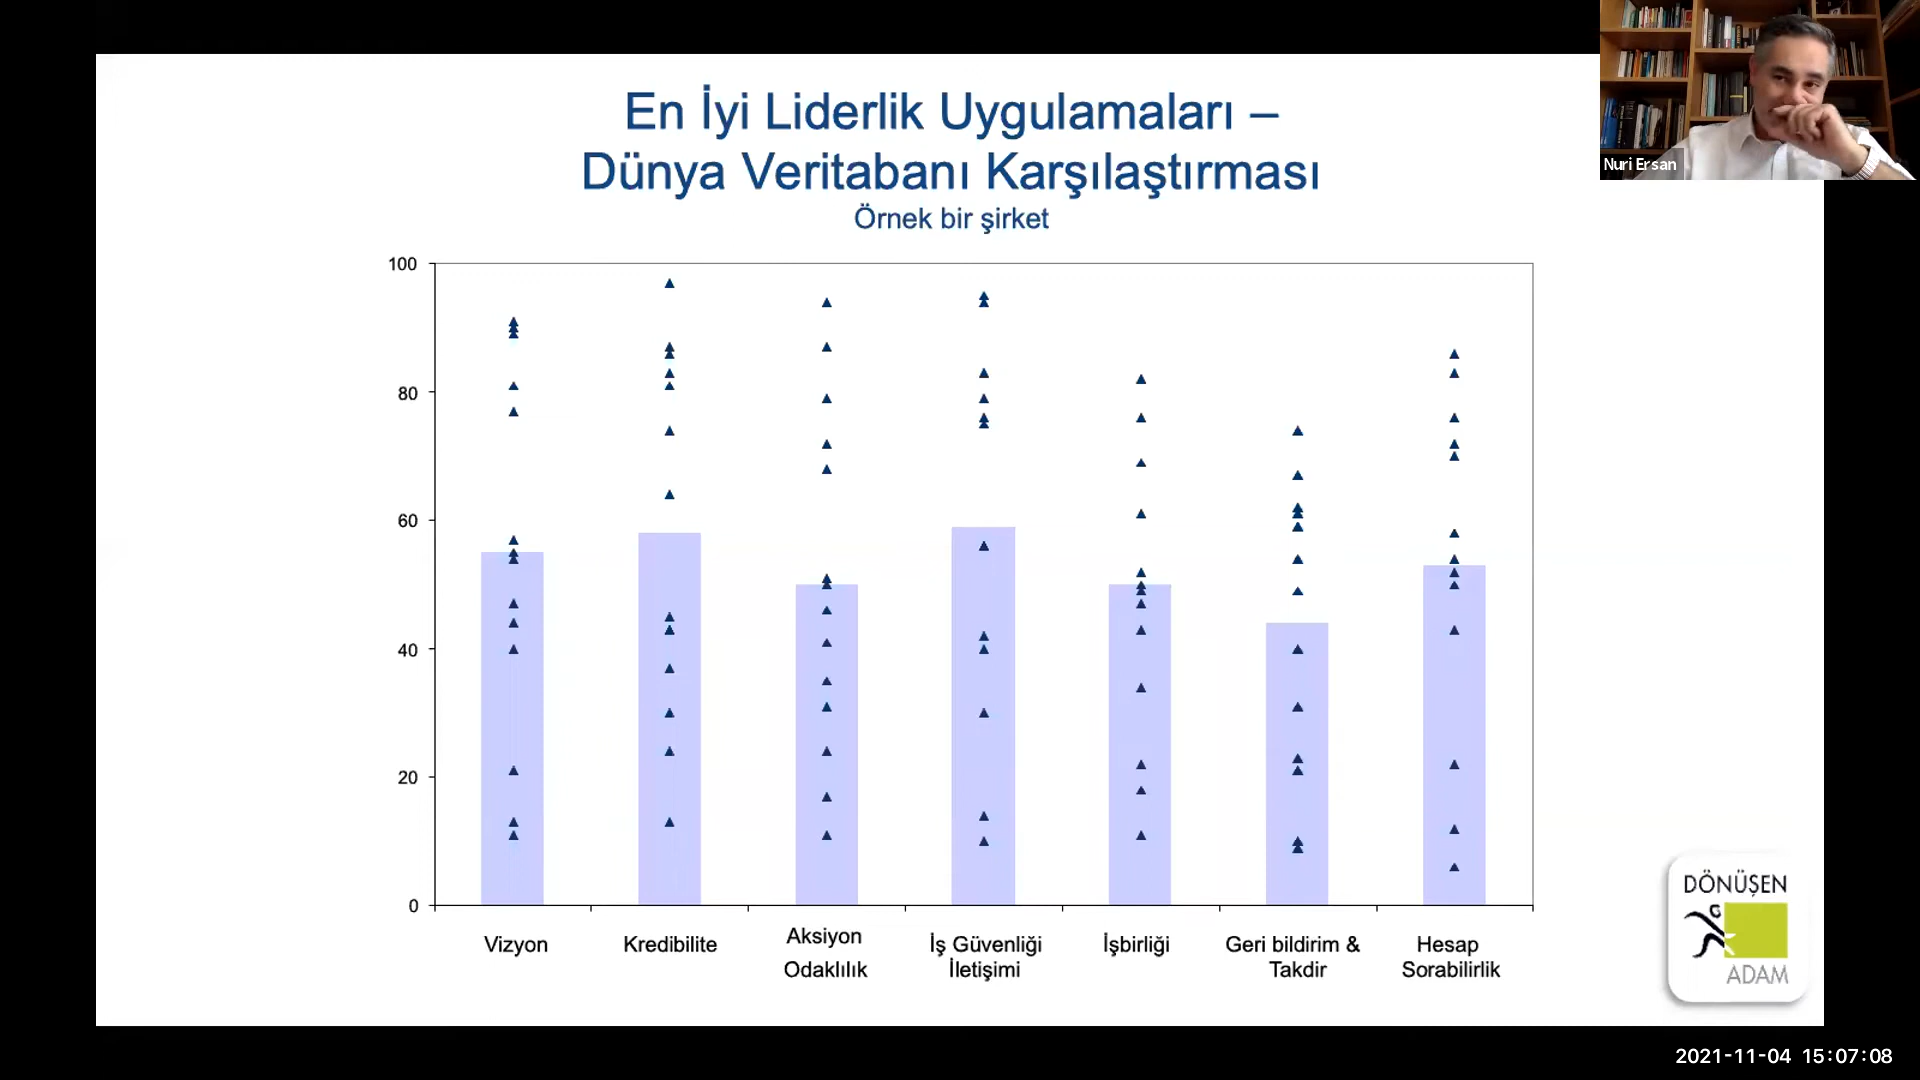 En İyi Liderlik Uygulamaları –
Dünya Veritabanı Karşılaştırması
Örnek bir şirket
Nuri Ersan
100
80
60
40
20
0
Vizyon
Kredibilite
Aksiyon
Odaklılık
İş Güvenliği
İletişimi
İşbirliği
Geri bildirim &
Takdir
Hesap
Sorabilirlik
DÖNÜŞEN
ADAM
2021-11-04 15:07:08